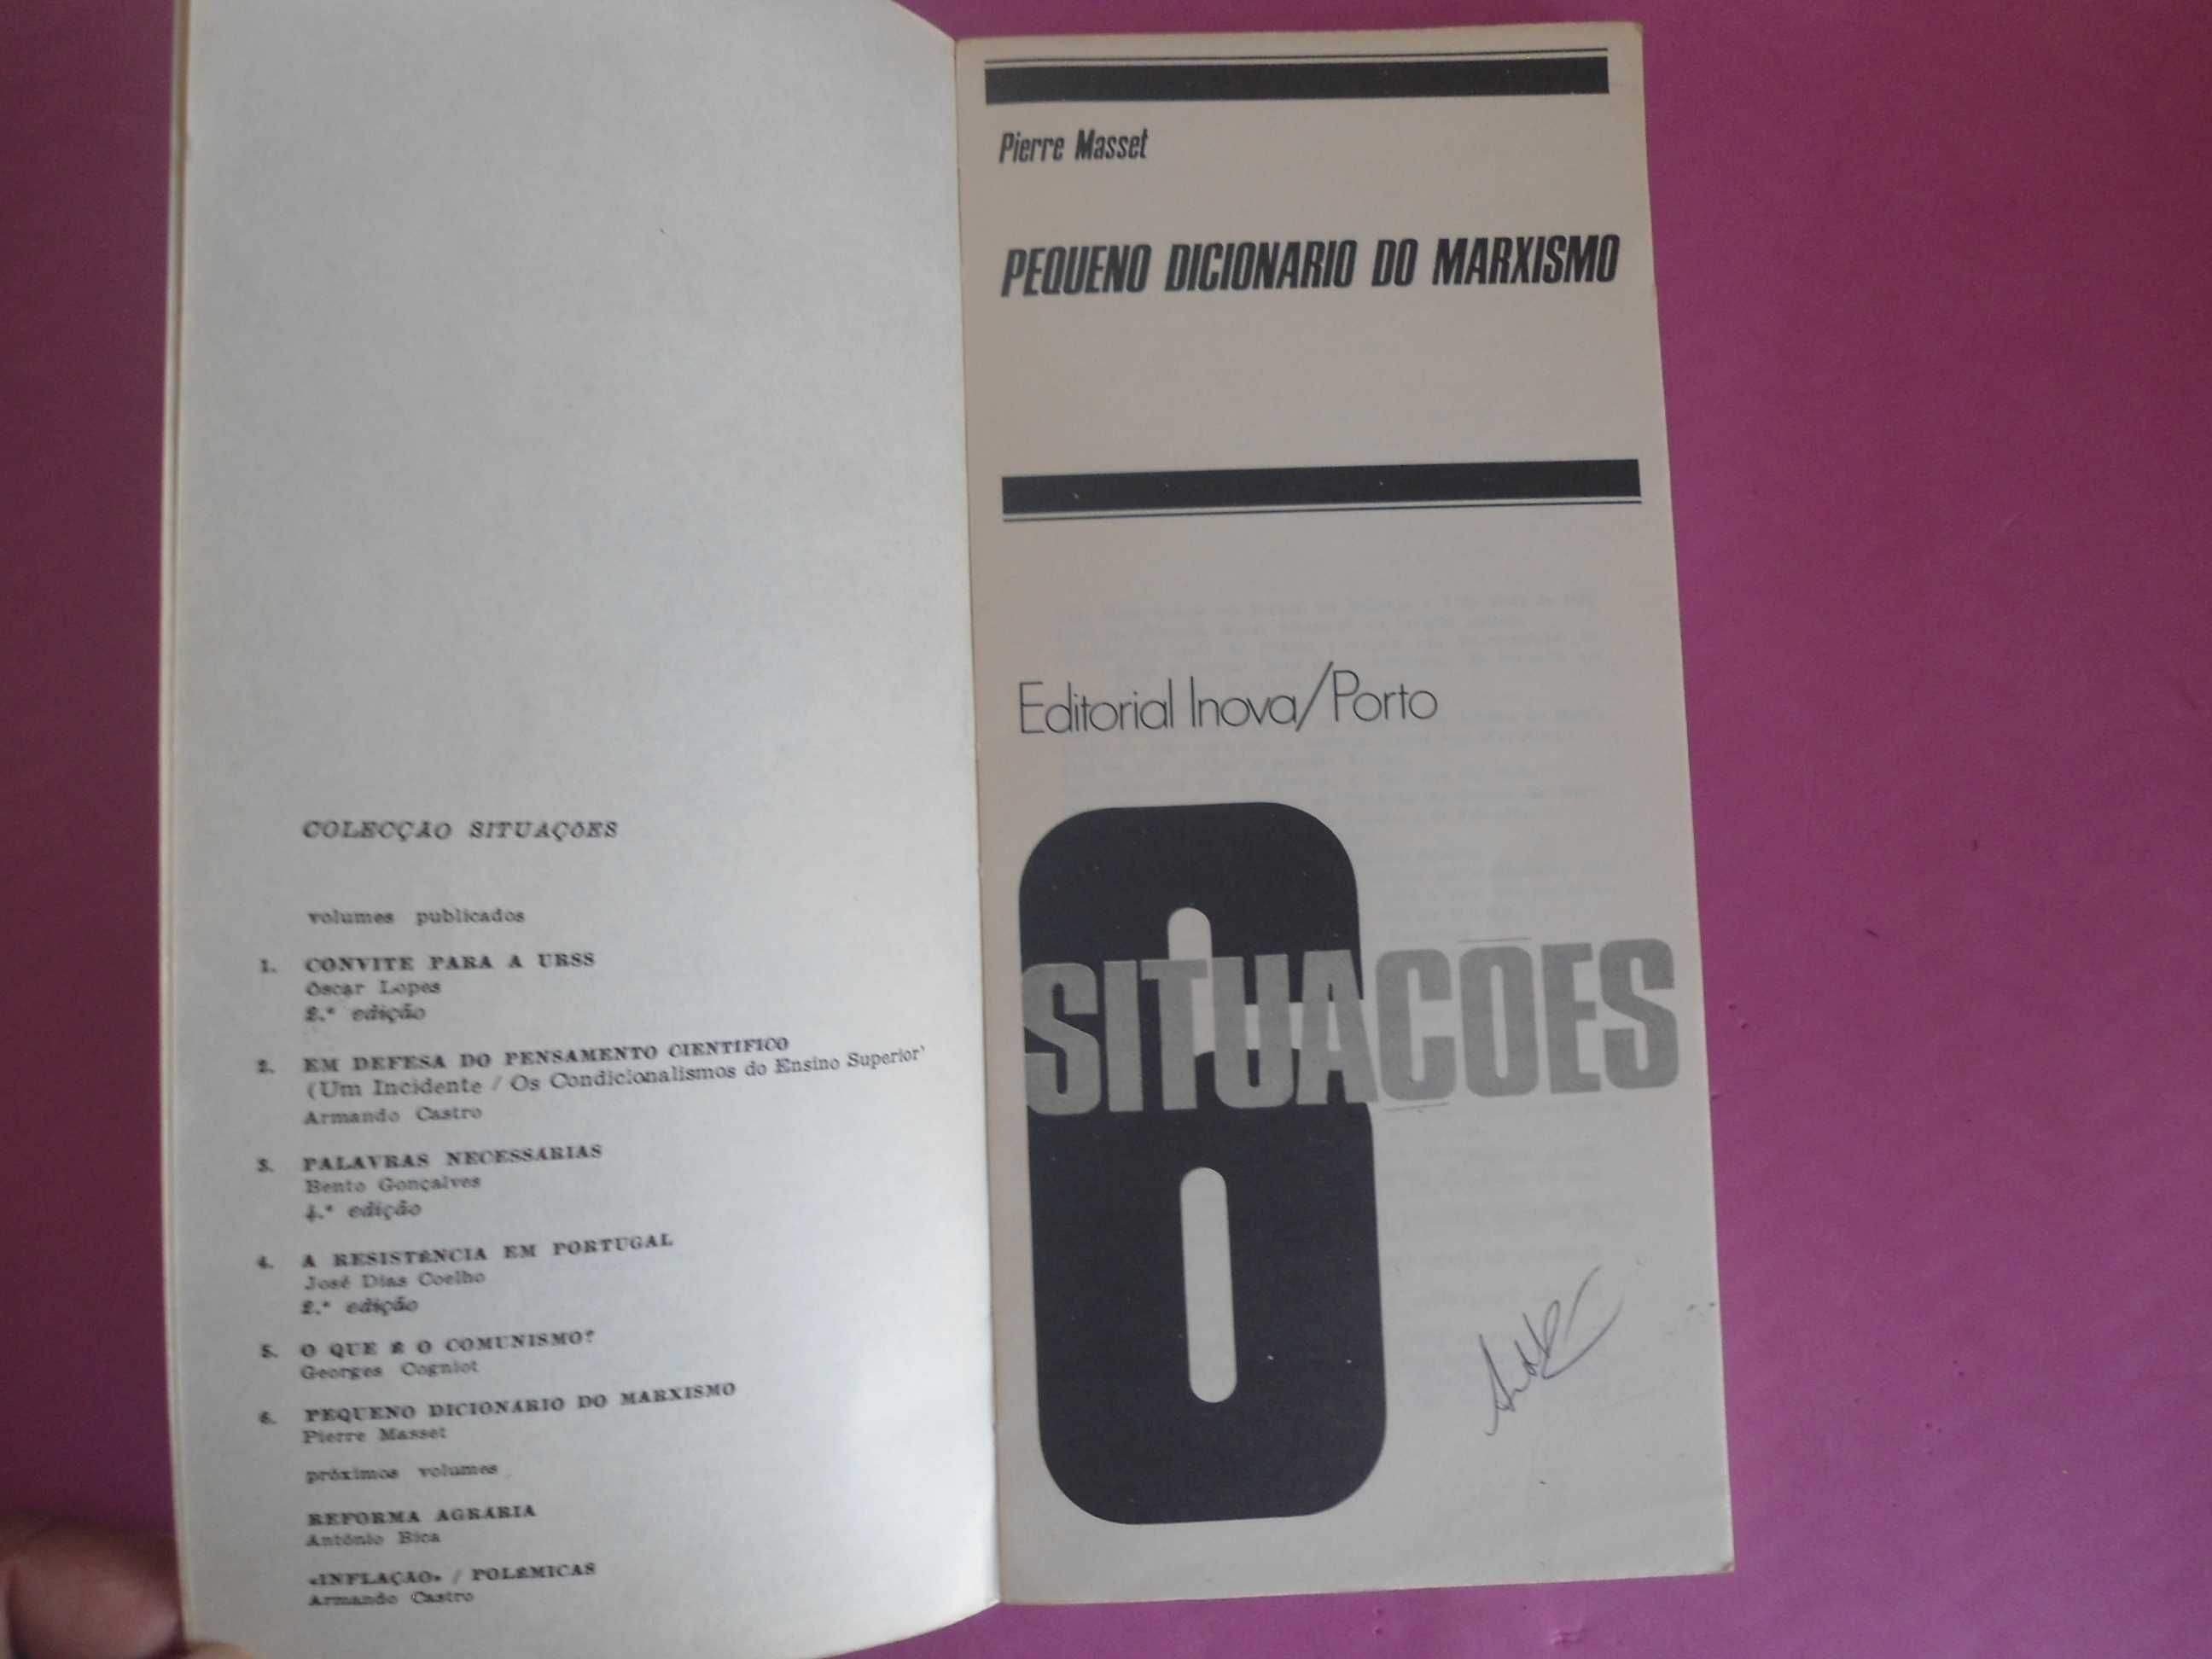 COLECÇÃO SITUAÇÕES
volumes publicados
1. CONVITE PARA A URSS
Óscar Lopes
2.ª edição
2. EM DEFESA DO PENSAMENTO CIENTÍFICO
(Um Incidente / Os Condicionalismos do Ensino Superior'
Armando Castro
3. PALAVRAS NECESSÁRIAS
Bento Gonçalves
4.ª edição
4. A RESISTÊNCIA EM PORTUGAL
José Dias Coelho
2.ª edição
5. O QUE É O COMUNISMO?
Georges Cogniot
6. PEQUENO DICIONÁRIO DO MARXISMO
Pierre Masset
próximos volumes
REFORMA AGRÁRIA
António Bica
«INFLAÇÃO» / POLÉMICAS
Armando Castro
Pierre Masset
PEQUENO DICIONARIO DO MARXISMO
Editorial Inova/Porto
6
SITUAÇÕES